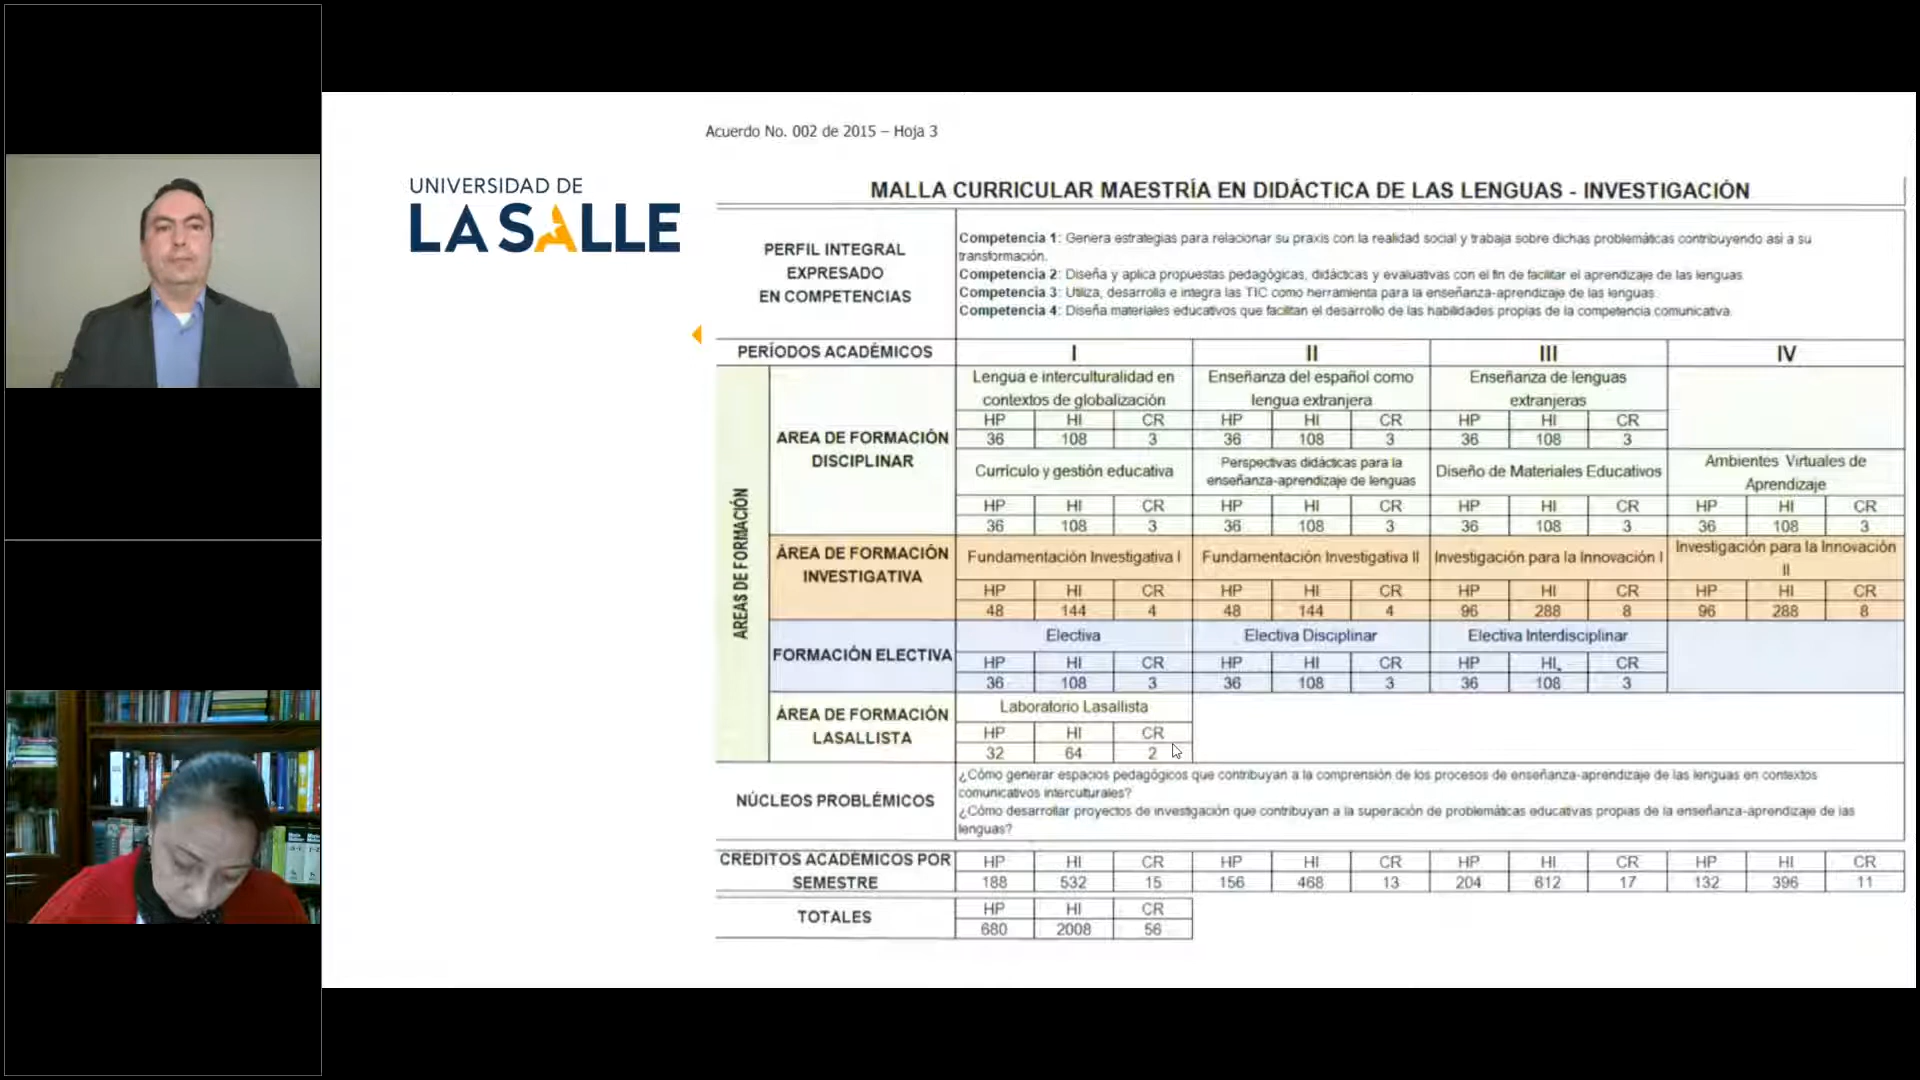 Acuerdo No. 002 de 2015 – Hoja 3
UNIVERSIDAD DE
LA SALLE
MALLA CURRICULAR MAESTRÍA EN DIDÁCTICA DE LAS LENGUAS - INVESTIGACIÓN
PERFIL INTEGRAL
EXPRESADO
EN COMPETENCIAS
Competencia 1: Genera estrategias para relacionar su praxis con la realidad social y trabaja sobre dichas problemáticas contribuyendo así a su
transformación.
Competencia 2: Diseña y aplica propuestas pedagógicas, didácticas y evaluativas con el fin de facilitar el aprendizaje de las lenguas
Competencia 3: Utiliza, desarrolla e integra las TIC como herramienta para la enseñanza-aprendizaje de las lenguas
Competencia 4: Diseña materiales educativos que facilitan el desarrollo de las habilidades propias de la competencia comunicativa.
PERÍODOS ACADÉMICOS I II III IV
AREAS DE FORMACIÓN
AREA DE FORMACIÓN
DISCIPLINAR
Lengua e interculturalidad en
contextos de globalización
Enseñanza del español como
lengua extranjera
Enseñanza de lenguas
extranjeras
HP HI CR HP HI CR HP HI CR
36 108 3 36 108 3 36 108 3
Currículo y gestión educativa
Perspectivas didácticas para la
enseñanza-aprendizaje de lenguas
Diseño de Materiales Educativos
Ambientes Virtuales de
Aprendizaje
HP HI CR HP HI CR HP HI CR HP HI CR
36 108 3 36 108 3 36 108 3 36 108 3
ÁREA DE FORMACIÓN
INVESTIGATIVA
Fundamentación Investigativa I
Fundamentación Investigativa II
Investigación para la Innovación I
Investigación para la Innovación
II
HP HI CR HP HI CR HP HI CR HP HI CR
48 144 4 48 144 4 96 288 8 96 288 8
FORMACIÓN ELECTIVA
Electiva
Electiva Disciplinar
Electiva Interdisciplinar
HP HI CR HP HI CR HP HI CR
36 108 3 36 108 3 36 108 3
ÁREA DE FORMACIÓN
LASALLISTA
Laboratorio Lasallista
HP HI CR
32 64 2
NÚCLEOS PROBLÉMICOS
¿Cómo generar espacios pedagógicos que contribuyan a la comprensión de los procesos de enseñanza-aprendizaje de las lenguas en contextos
comunicativos interculturales?
¿Cómo desarrollar proyectos de investigación que contribuyan a la superación de problemáticas educativas propias de la enseñanza-aprendizaje de las
lenguas?
CREDITOS ACADÉMICOS POR
SEMESTRE
HP HI CR HP HI CR HP HI CR HP HI CR
188 532 15 156 468 13 204 612 17 132 396 11
TOTALES
HP HI CR
680 2008 56